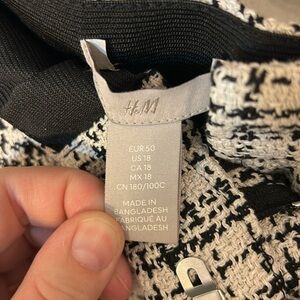 H&M
EUR 50
US 18
CA 18
MX 18
CN 180/100C
MADE IN
BANGLADESH
FABRIQUÉ AU
BANGLADESH